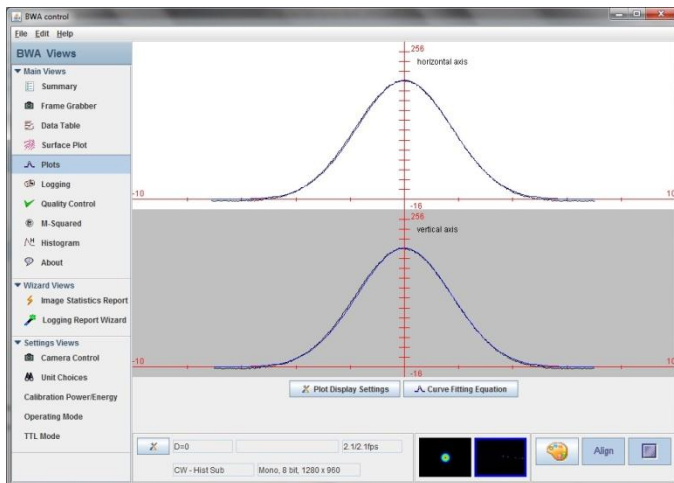 BWA control
File Edit Help
BWA Views
Main Views
Summary
Frame Grabber
Data Table
Surface Plot
Plots
Logging
Quality Control
M-Squared
Histogram
About
Wizard Views
Image Statistics Report
Logging Report Wizard
Settings Views
Camera Control
Unit Choices
Calibration Power/Energy
Operating Mode
TTL Mode
256
horizontal axis
-10
10
-16
256
vertical axis
-10
10
-16
Plot Display Settings
Curve Fitting Equation
D=0
2.1/2.1fps
CW - Hist Sub
Mono, 8 bit, 1280 x 960
Align